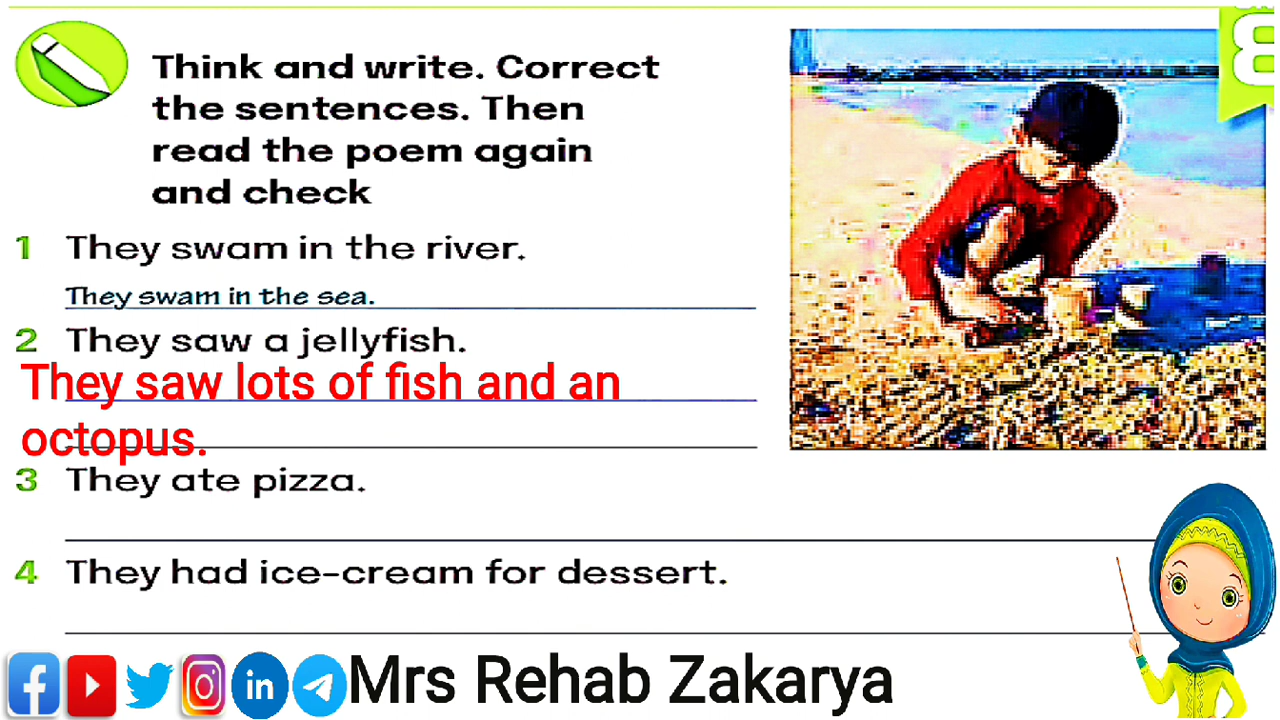 Think and write. Correct
the sentences. Then
read the poem again
and check
8
1 They swam in the river.
They swam in the sea.
2 They saw a jellyfish.
They saw lots of fish and an
octopus.
3 They ate pizza.
4 They had ice-cream for dessert.
Mrs Rehab Zakarya